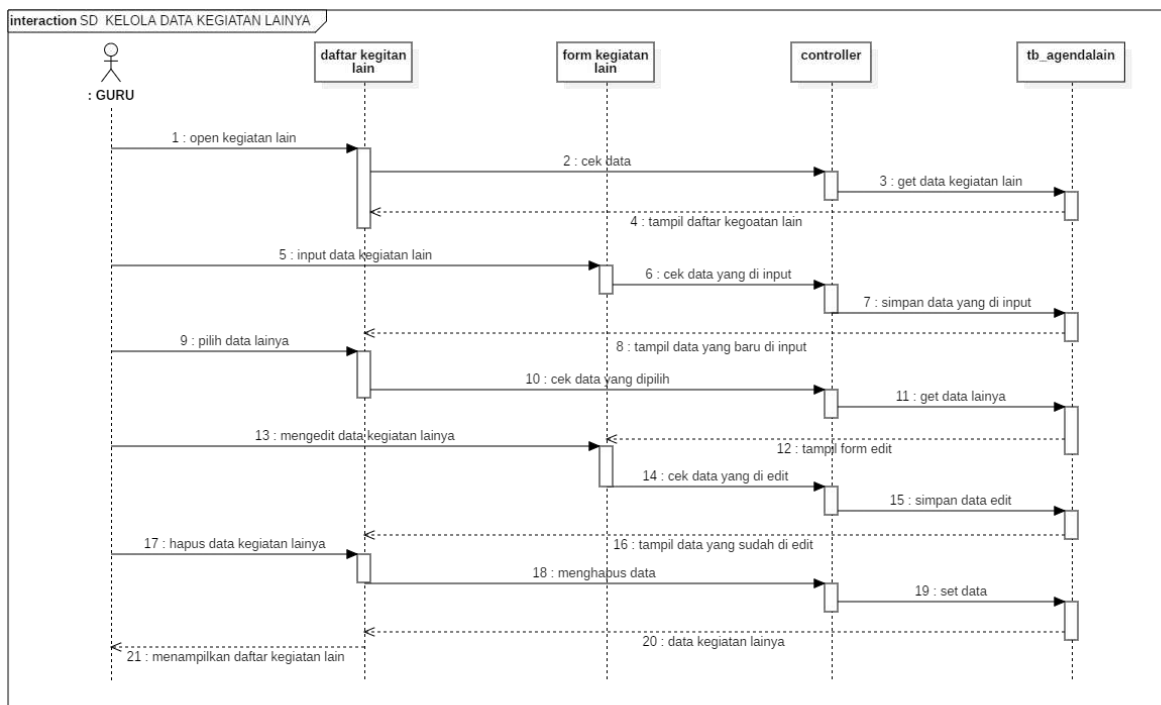 interaction SD KELOLA DATA KEGIATAN LAINYA
daftar kegitan
lain
form kegiatan
lain
controller
tb_agendalain
: GURU
1 : open kegiatan lain
2 : cek data
3 : get data kegiatan lain
4 : tampil daftar kegoatan lain
5 : input data kegiatan lain
6 : cek data yang di input
7 : simpan data yang di input
8 : tampil data yang baru di input
9 : pilih data lainya
10 : cek data yang dipilih
11 : get data lainya
12 : tampil form edit
13 : mengedit data kegiatan lainya
14 : cek data yang di edit
15 : simpan data edit
16 : tampil data yang sudah di edit
17 : hapus data kegiatan lainya
18 : menghapus data
19 : set data
20 : data kegiatan lainya
21 : menampilkan daftar kegiatan lain